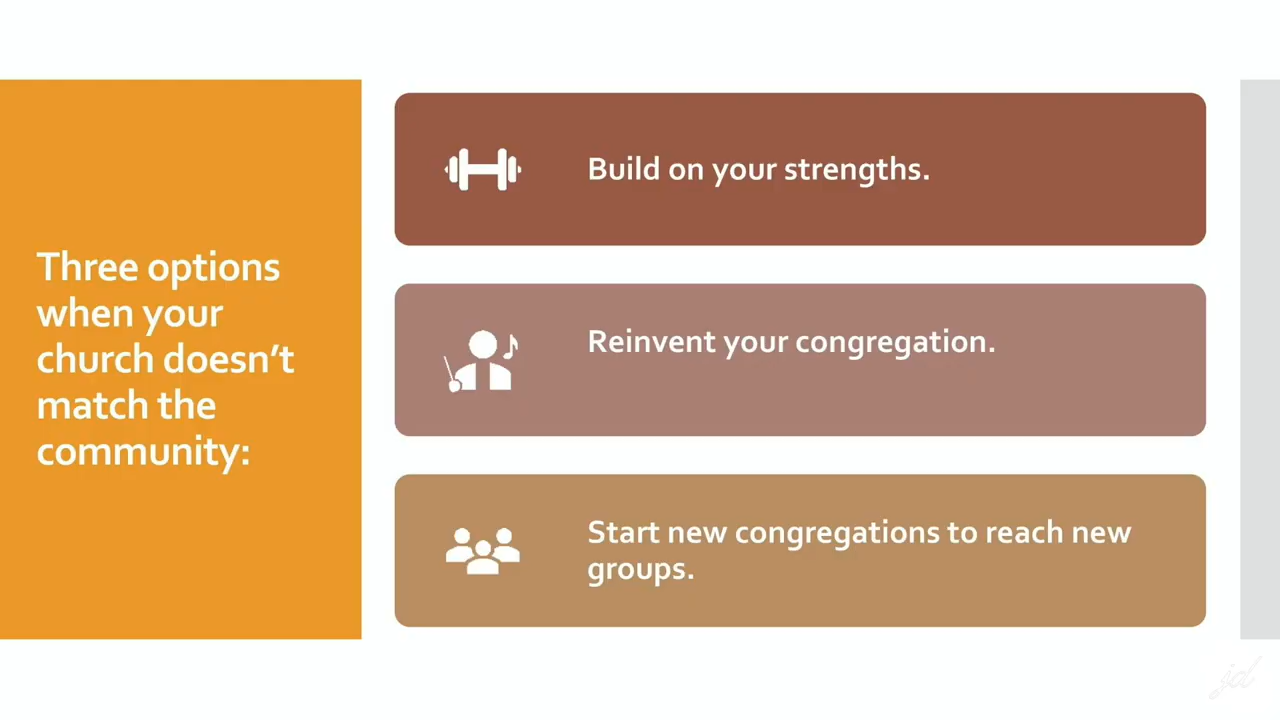 Three options
when your
church doesn’t
match the
community:
Build on your strengths.
Reinvent your congregation.
Start new congregations to reach new
groups.
jd